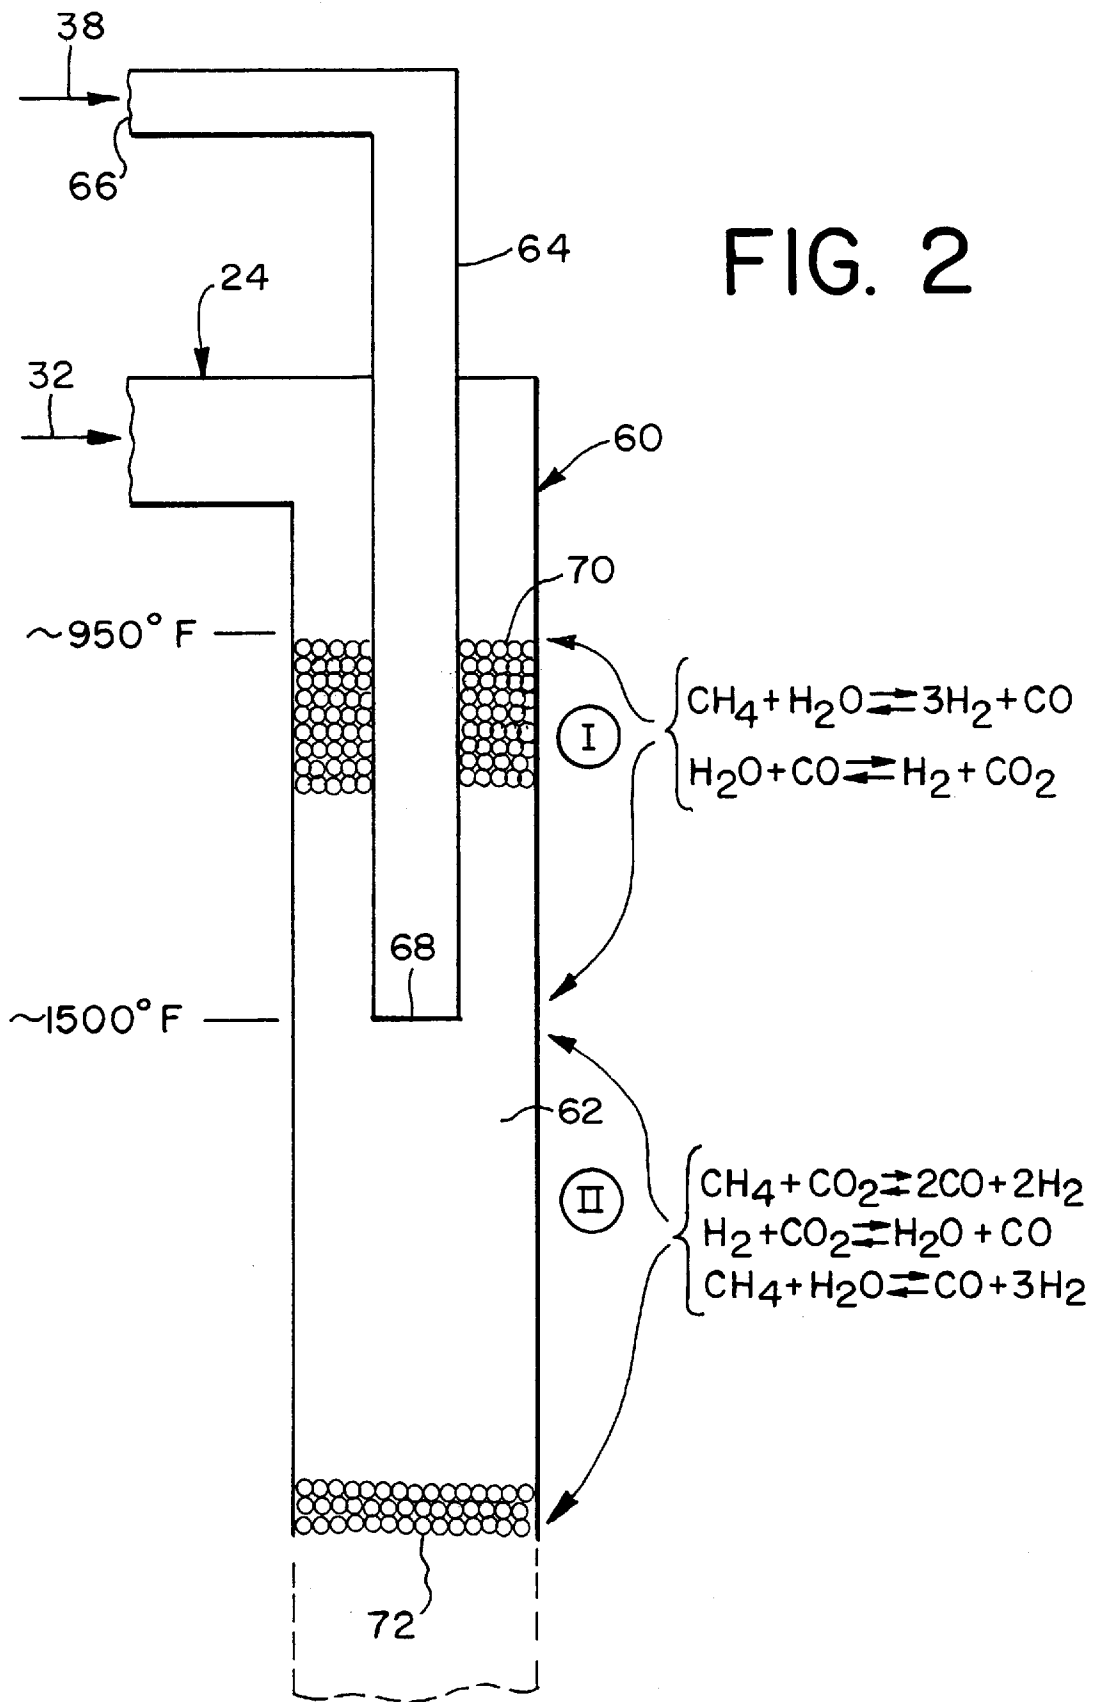 38
66
64
FIG. 2
24
32
60
70
~950°F
I
CH4+H2O⇄3H2+CO
H2O+CO⇄H2+CO2
68
~1500°F
62
II
CH4+CO2⇄2CO+2H2
H2+CO2⇄H2O+CO
CH4+H2O⇄CO+3H2
72